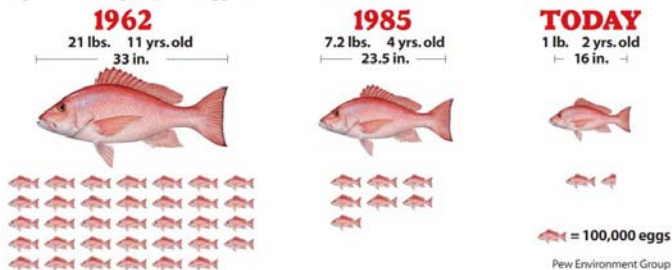 1962
21 lbs. 11 yrs. old
33 in.
1985
7.2 lbs. 4 yrs. old
23.5 in.
TODAY
1 lb. 2 yrs. old
16 in.
= 100,000 eggs
Pew Environment Group